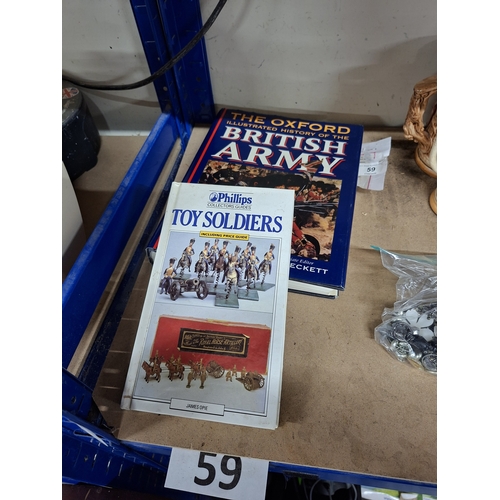 THE OXFORD
ILLUSTRATED HISTORY OF THE
BRITISH
ARMY
BECKETT
59
Phillips
COLLECTORS GUIDES
TOY SOLDIERS
INCLUDING PRICE GUIDE
JAMES OPIE
59